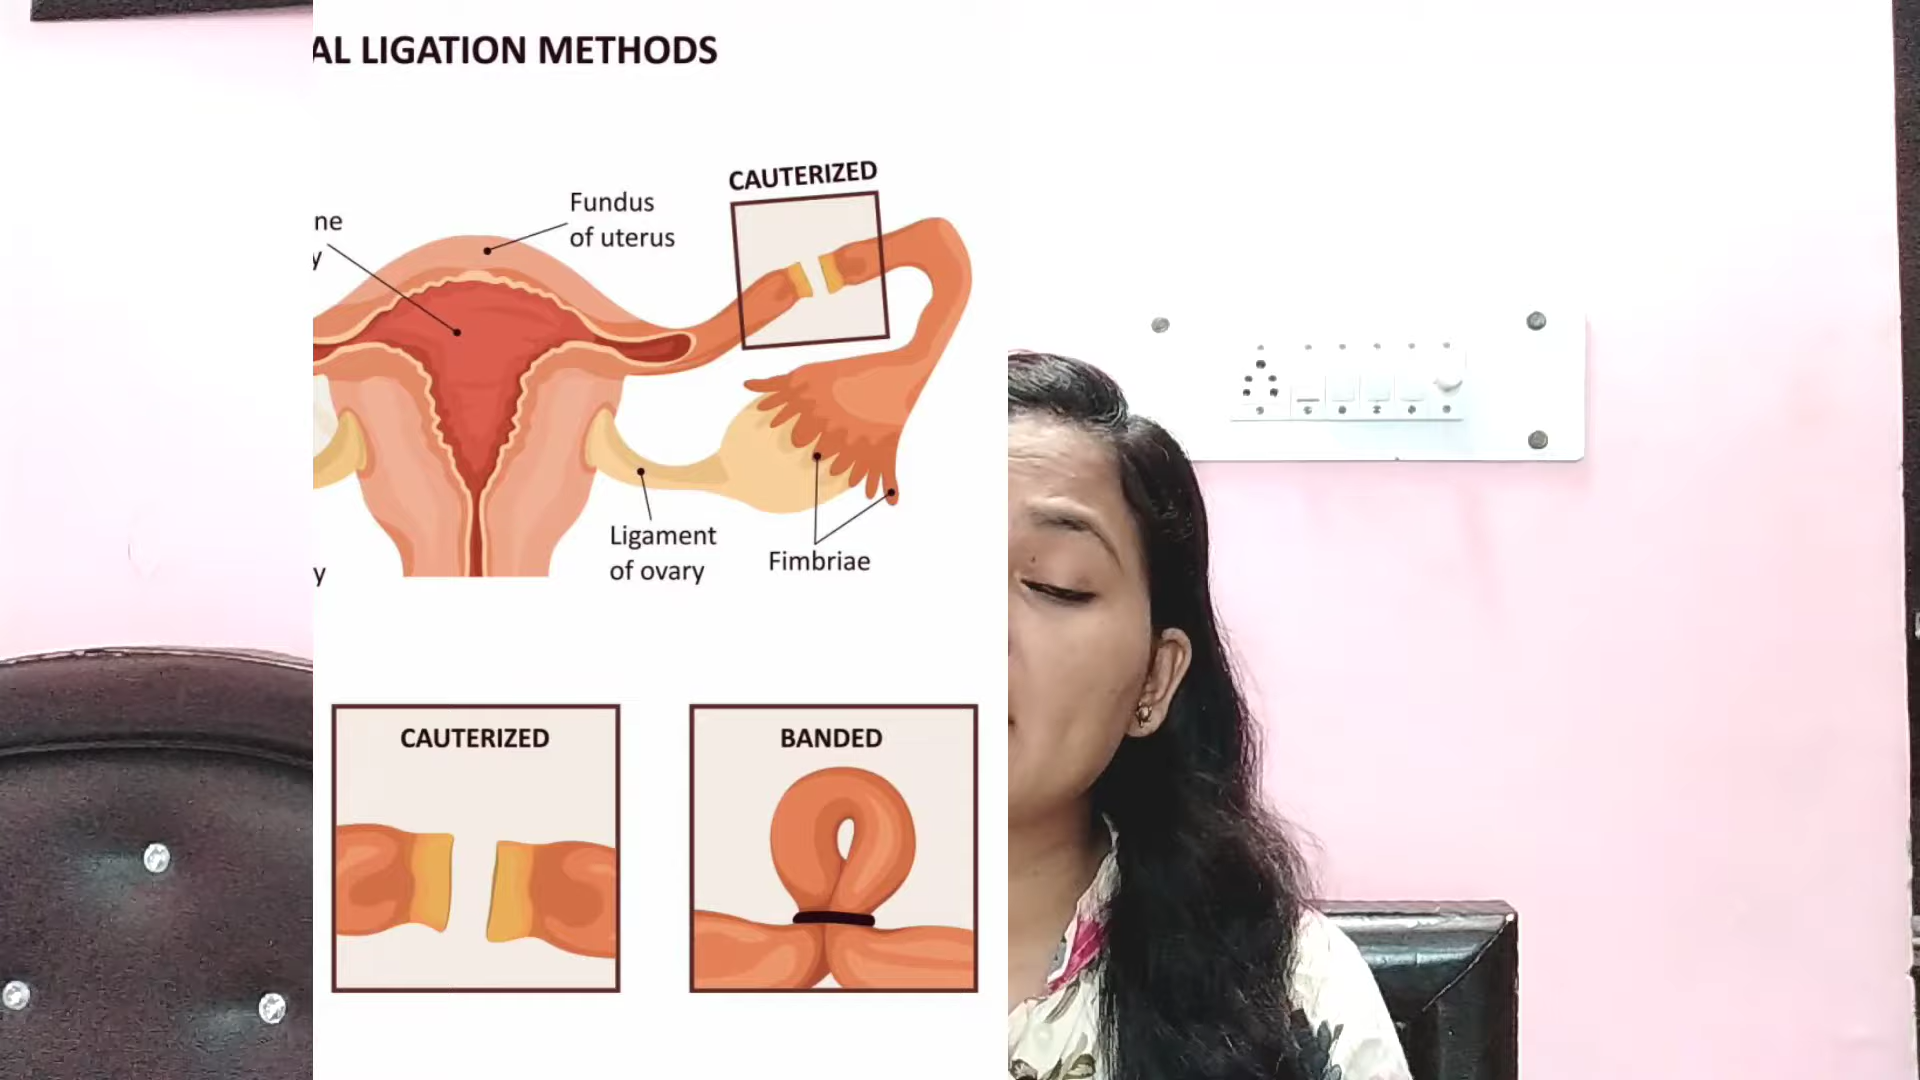 AL LIGATION METHODS
CAUTERIZED
Fundus
of uterus
ne
y
Ligament
of ovary
Fimbriae
y
CAUTERIZED
BANDED